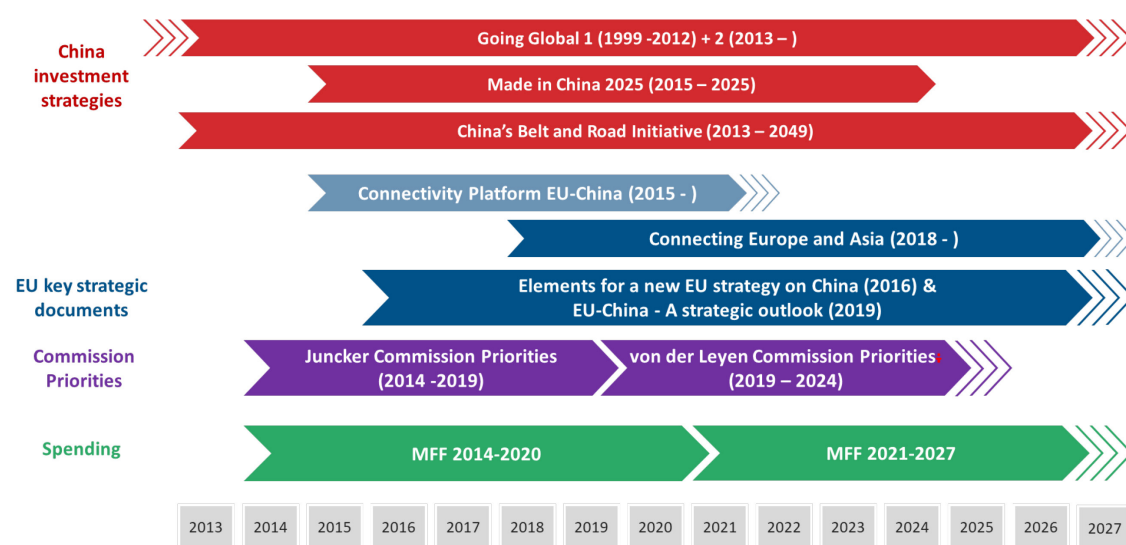 China
investment
strategies
Going Global 1 (1999 -2012) + 2 (2013 – )
Made in China 2025 (2015 – 2025)
China's Belt and Road Initiative (2013 – 2049)
Connectivity Platform EU-China (2015 - )
Connecting Europe and Asia (2018 - )
EU key strategic
documents
Elements for a new EU strategy on China (2016) &
EU-China - A strategic outlook (2019)
Commission
Priorities
Juncker Commission Priorities
(2014 -2019)
von der Leyen Commission Priorities
(2019 – 2024)
Spending
MFF 2014-2020
MFF 2021-2027
2013 2014 2015 2016 2017 2018 2019 2020 2021 2022 2023 2024 2025 2026 2027